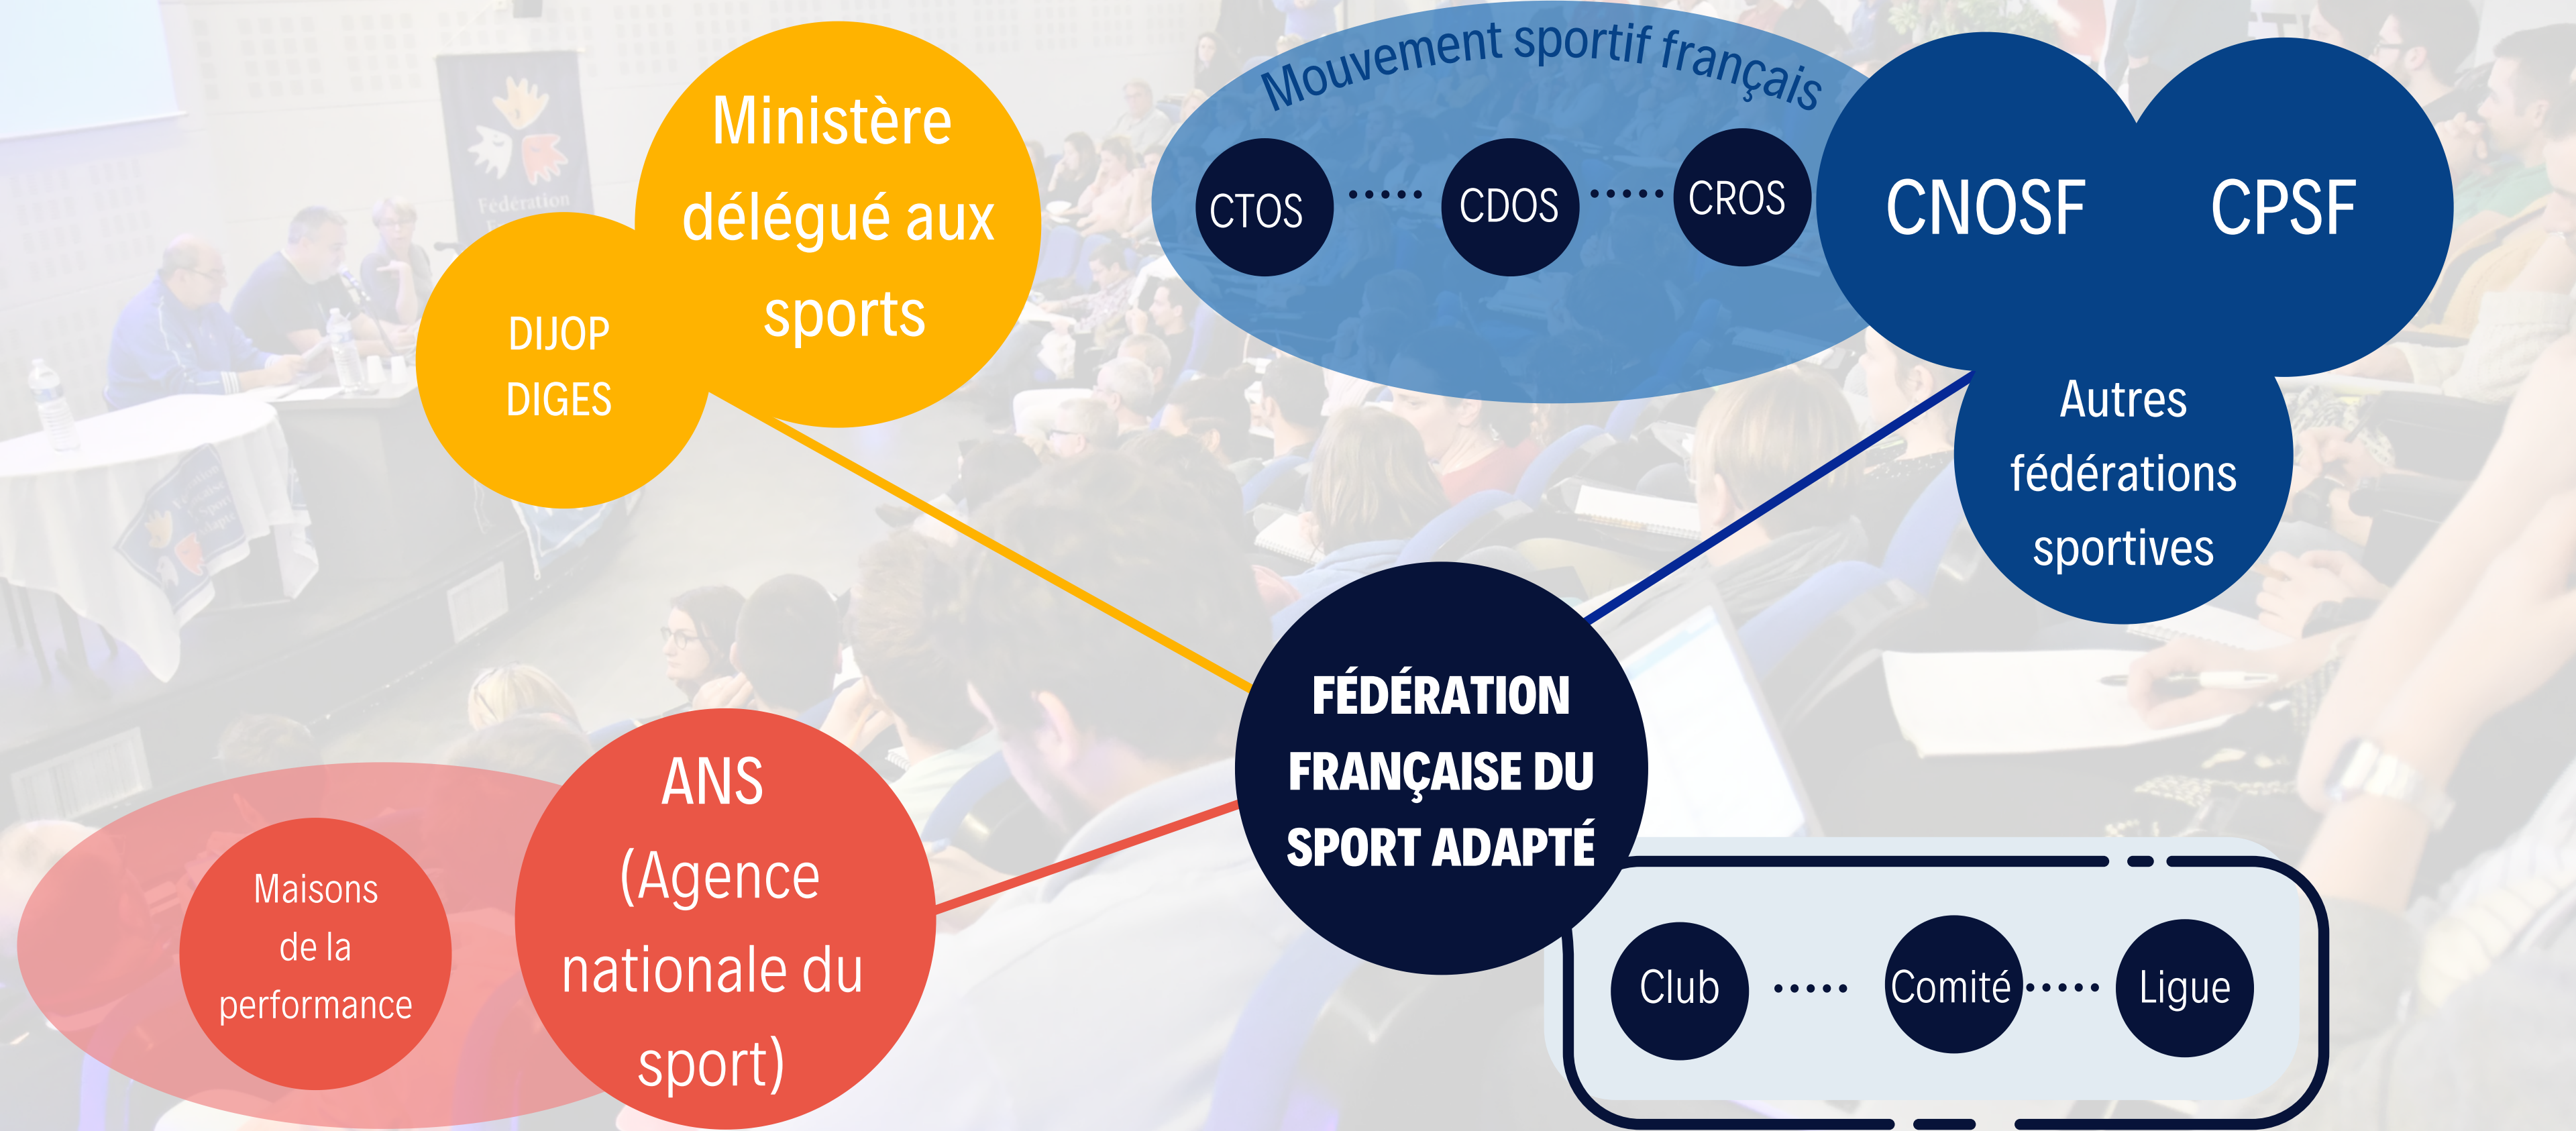 Ministère
délégué aux
sports
DIJOP
DIGES
Mouvement sportif français
CTOS
CDOS
CROS
CNOSF
CPSF
Autres
fédérations
sportives
Fédération
FÉDÉRATION
FRANÇAISE DU
SPORT ADAPTÉ
ANS
(Agence
nationale du
sport)
Maisons
de la
performance
Club
Comité
Ligue